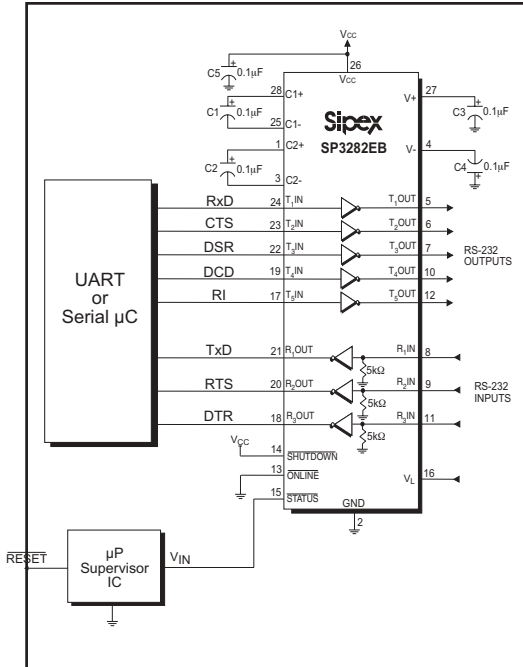 VCC
26
VCC
C5
+
0.1µF
28
C1+
C1
+
0.1µF
25
C1-
1
C2+
C2
+
0.1µF
3
C2-
Sipex
SP3282EB
V+
27
C3
+
0.1µF
V-
4
C4
+
0.1µF
UART
or
Serial µC
RxD 24 T1IN T1OUT 5
CTS 23 T2IN T2OUT 6
DSR 22 T3IN T3OUT 7
DCD 19 T4IN T4OUT 10
RI 17 T5IN T5OUT 12
RS-232
OUTPUTS
TxD 21 R1OUT R1IN 8
5kΩ
RTS 20 R2OUT R2IN 9
5kΩ
DTR 18 R3OUT R3IN 11
5kΩ
RS-232
INPUTS
VCC
14
SHUTDOWN
13
ONLINE
15
STATUS
VL
16
GND
2
RESET
µP
Supervisor
IC
VIN